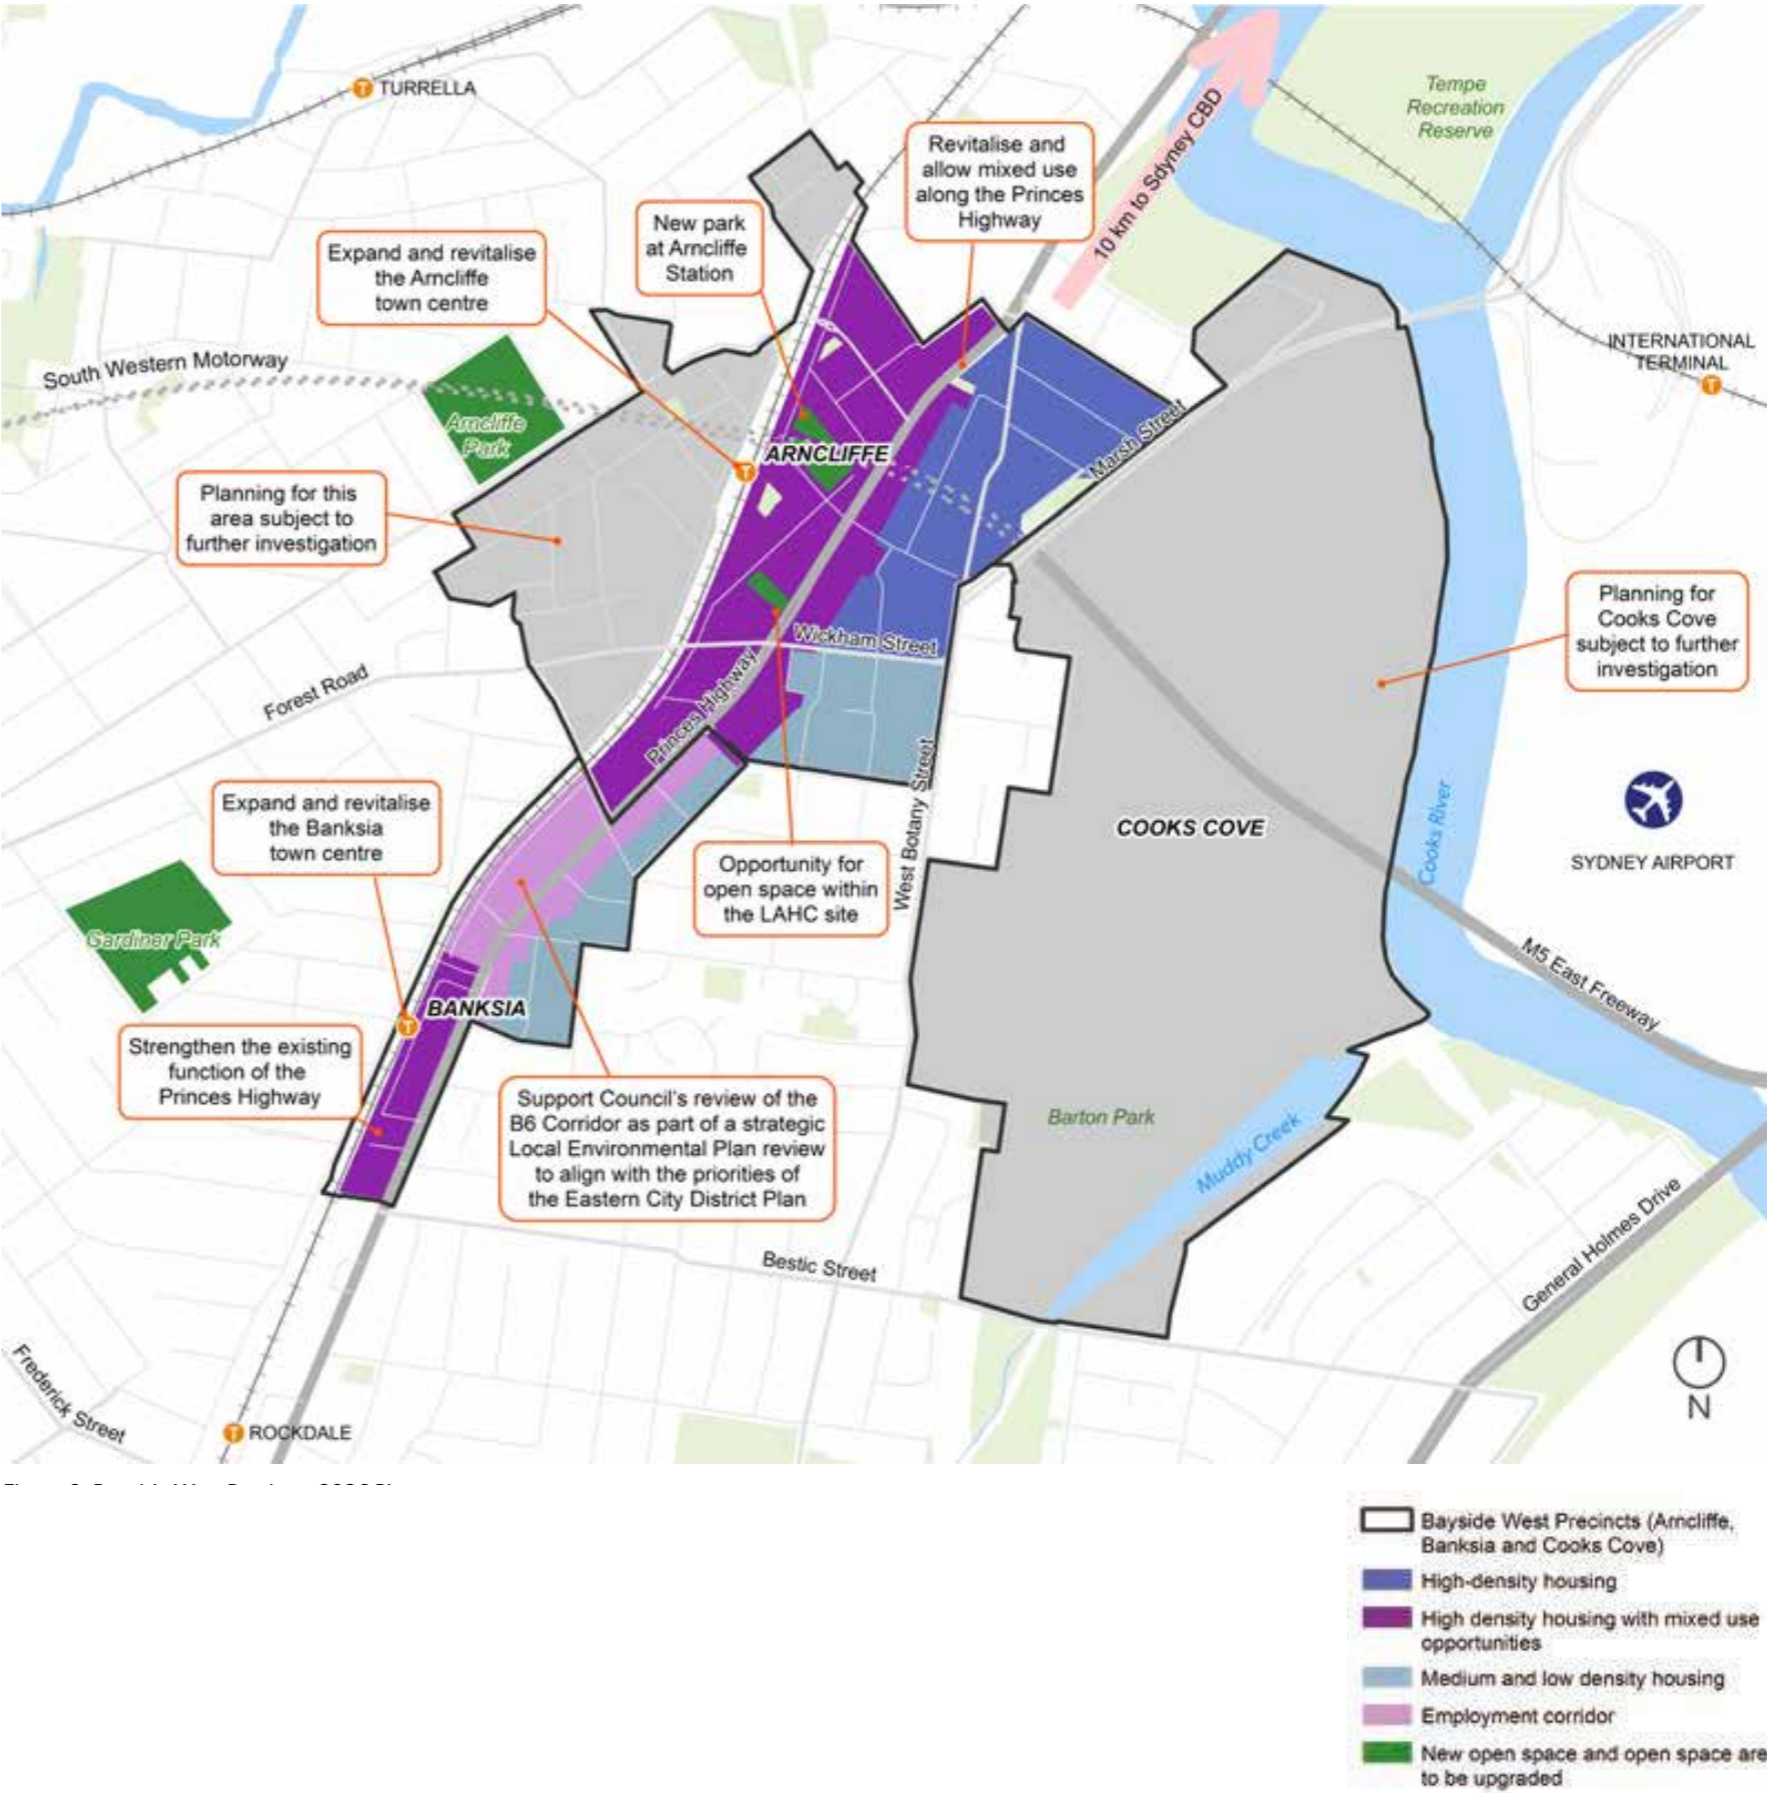 TURRELLA
Tempe
Recreation
Reserve
10 km to Sdyney CBD
Revitalise and
allow mixed use
along the Princes
Highway
New park
at Arncliffe
Station
Expand and revitalise
the Arncliffe
town centre
South Western Motorway
INTERNATIONAL
TERMINAL
T
Arncliffe
Park
Marsh Street
T
ARNCLIFFE
Planning for this
area subject to
further investigation
Planning for
Cooks Cove
subject to further
investigation
Wickham Street
Forest Road
Princes Highway
West Botany Street
Expand and revitalise
the Banksia
town centre
COOKS COVE
Cooks River
SYDNEY AIRPORT
Opportunity for
open space within
the LAHC site
Gardiner Park
M5 East Freeway
T
BANKSIA
Strengthen the existing
function of the
Princes Highway
Support Council's review of the
B6 Corridor as part of a strategic
Local Environmental Plan review
to align with the priorities of
the Eastern City District Plan
Barton Park
Muddy Creek
General Holmes Drive
Bestic Street
Frederick Street
T ROCKDALE
N
Bayside West Precincts (Arncliffe,
Banksia and Cooks Cove)
High-density housing
High density housing with mixed use
opportunities
Medium and low density housing
Employment corridor
New open space and open space are
to be upgraded